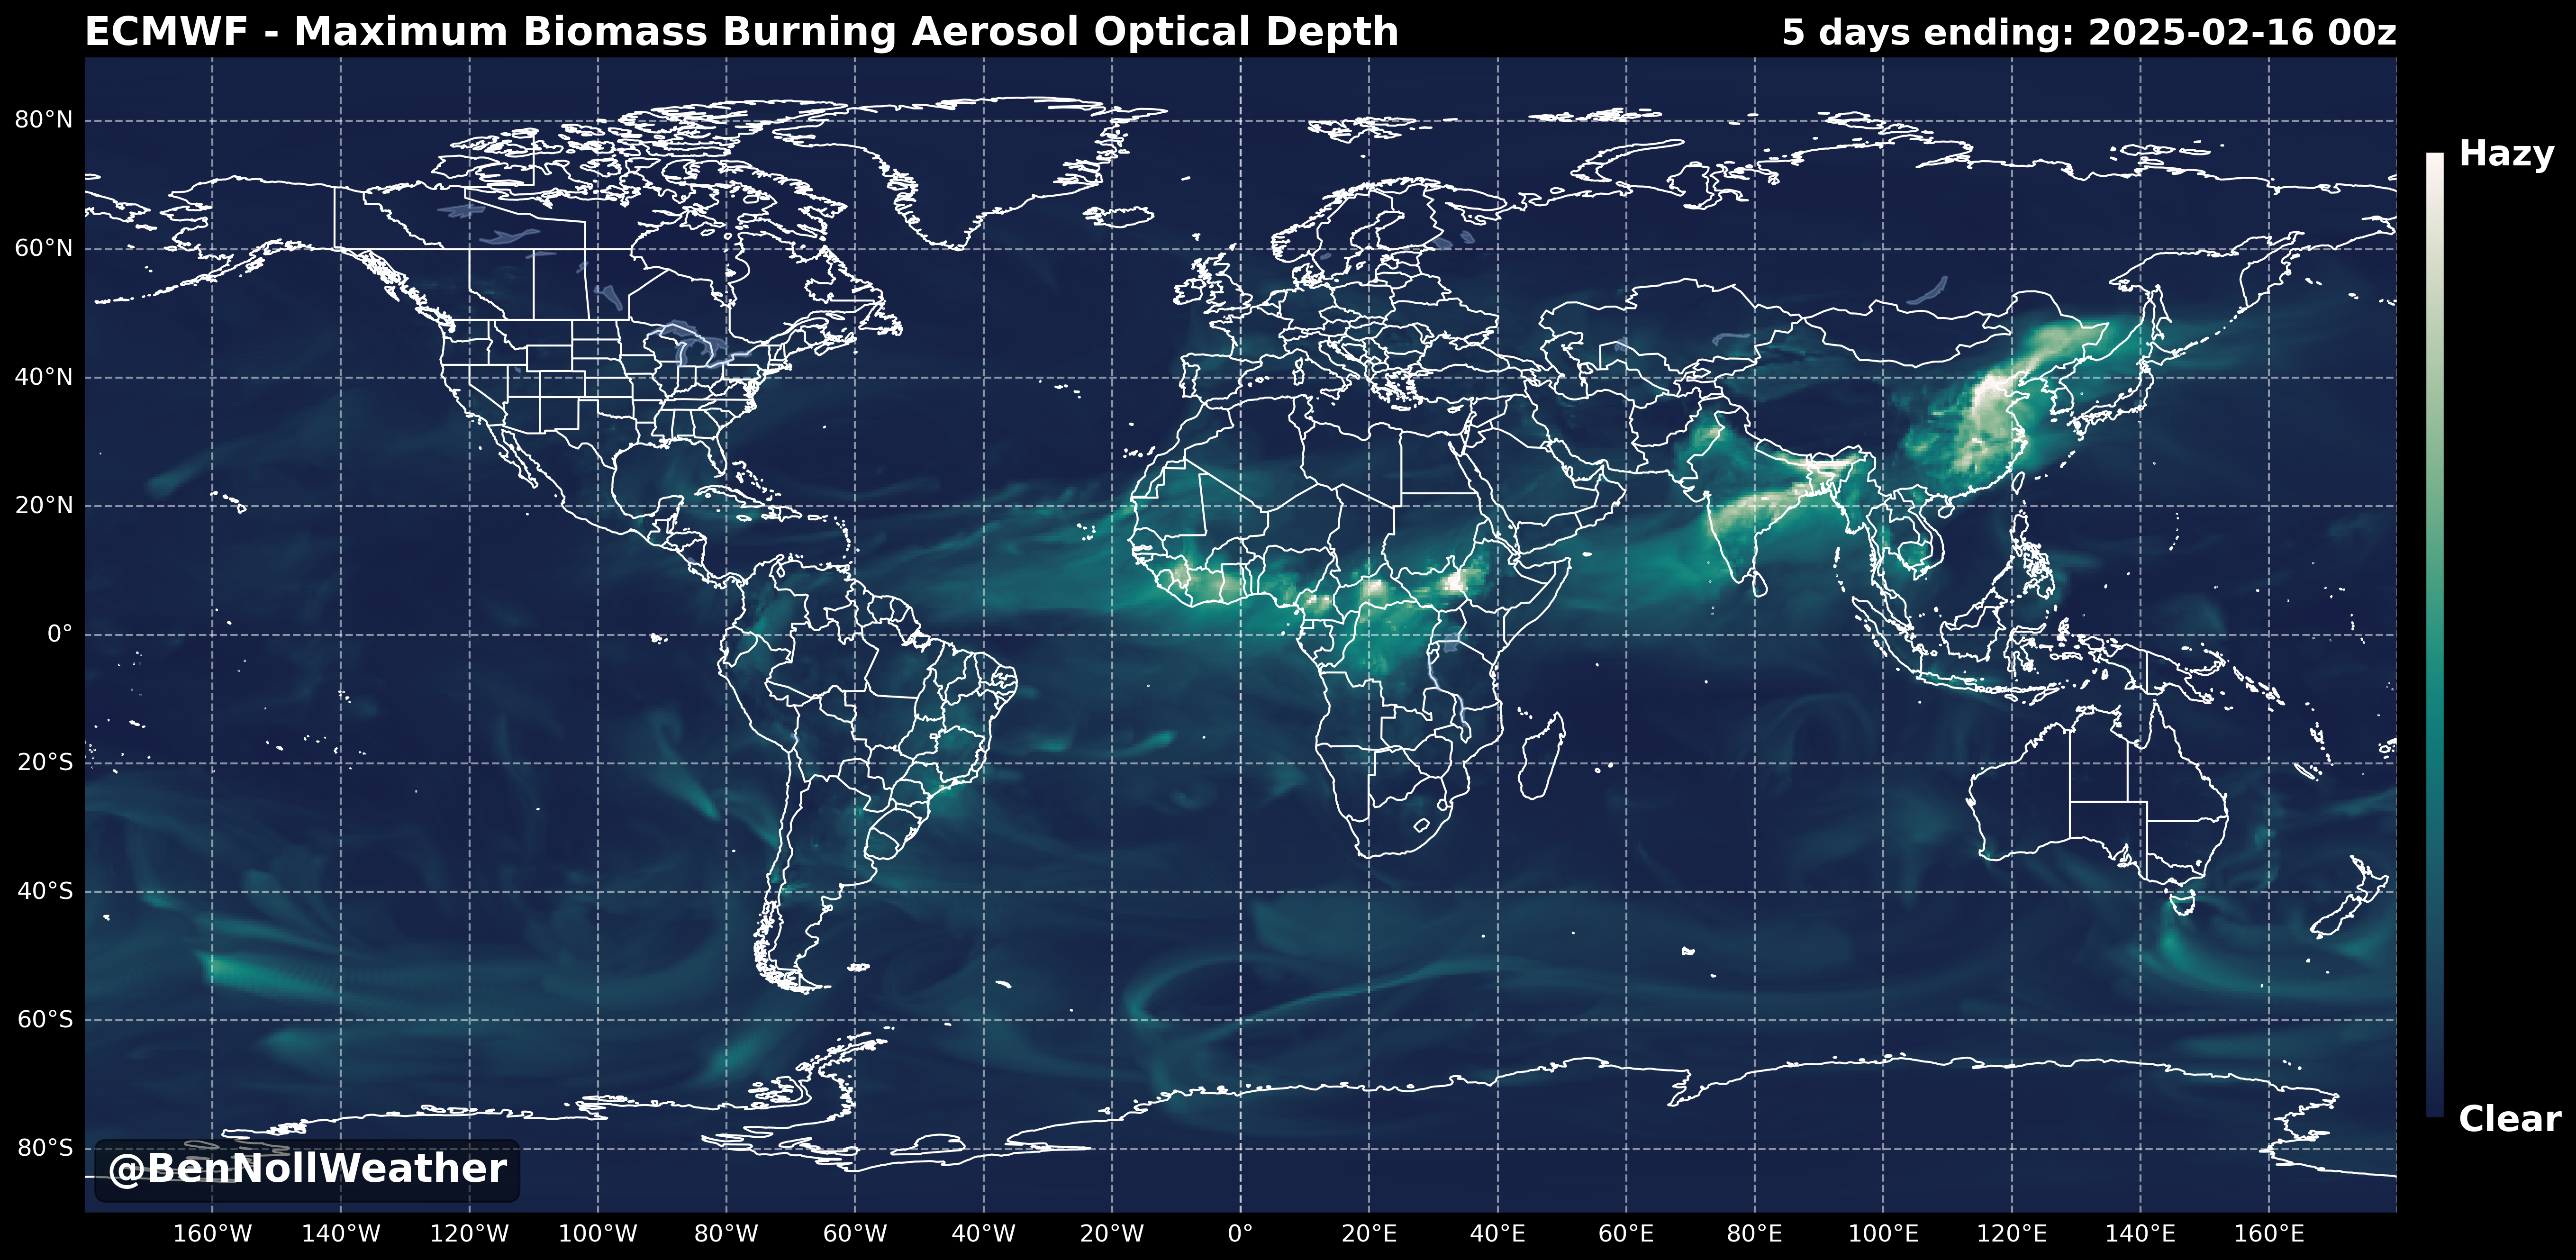 ECMWF - Maximum Biomass Burning Aerosol Optical Depth
5 days ending: 2025-02-16 00z
80°N
60°N
40°N
20°N
0°
20°S
40°S
60°S
80°S
Hazy
Clear
@BenNollWeather
160°W 140°W 120°W 100°W 80°W 60°W 40°W 20°W 0° 20°E 40°E 60°E 80°E 100°E 120°E 140°E 160°E